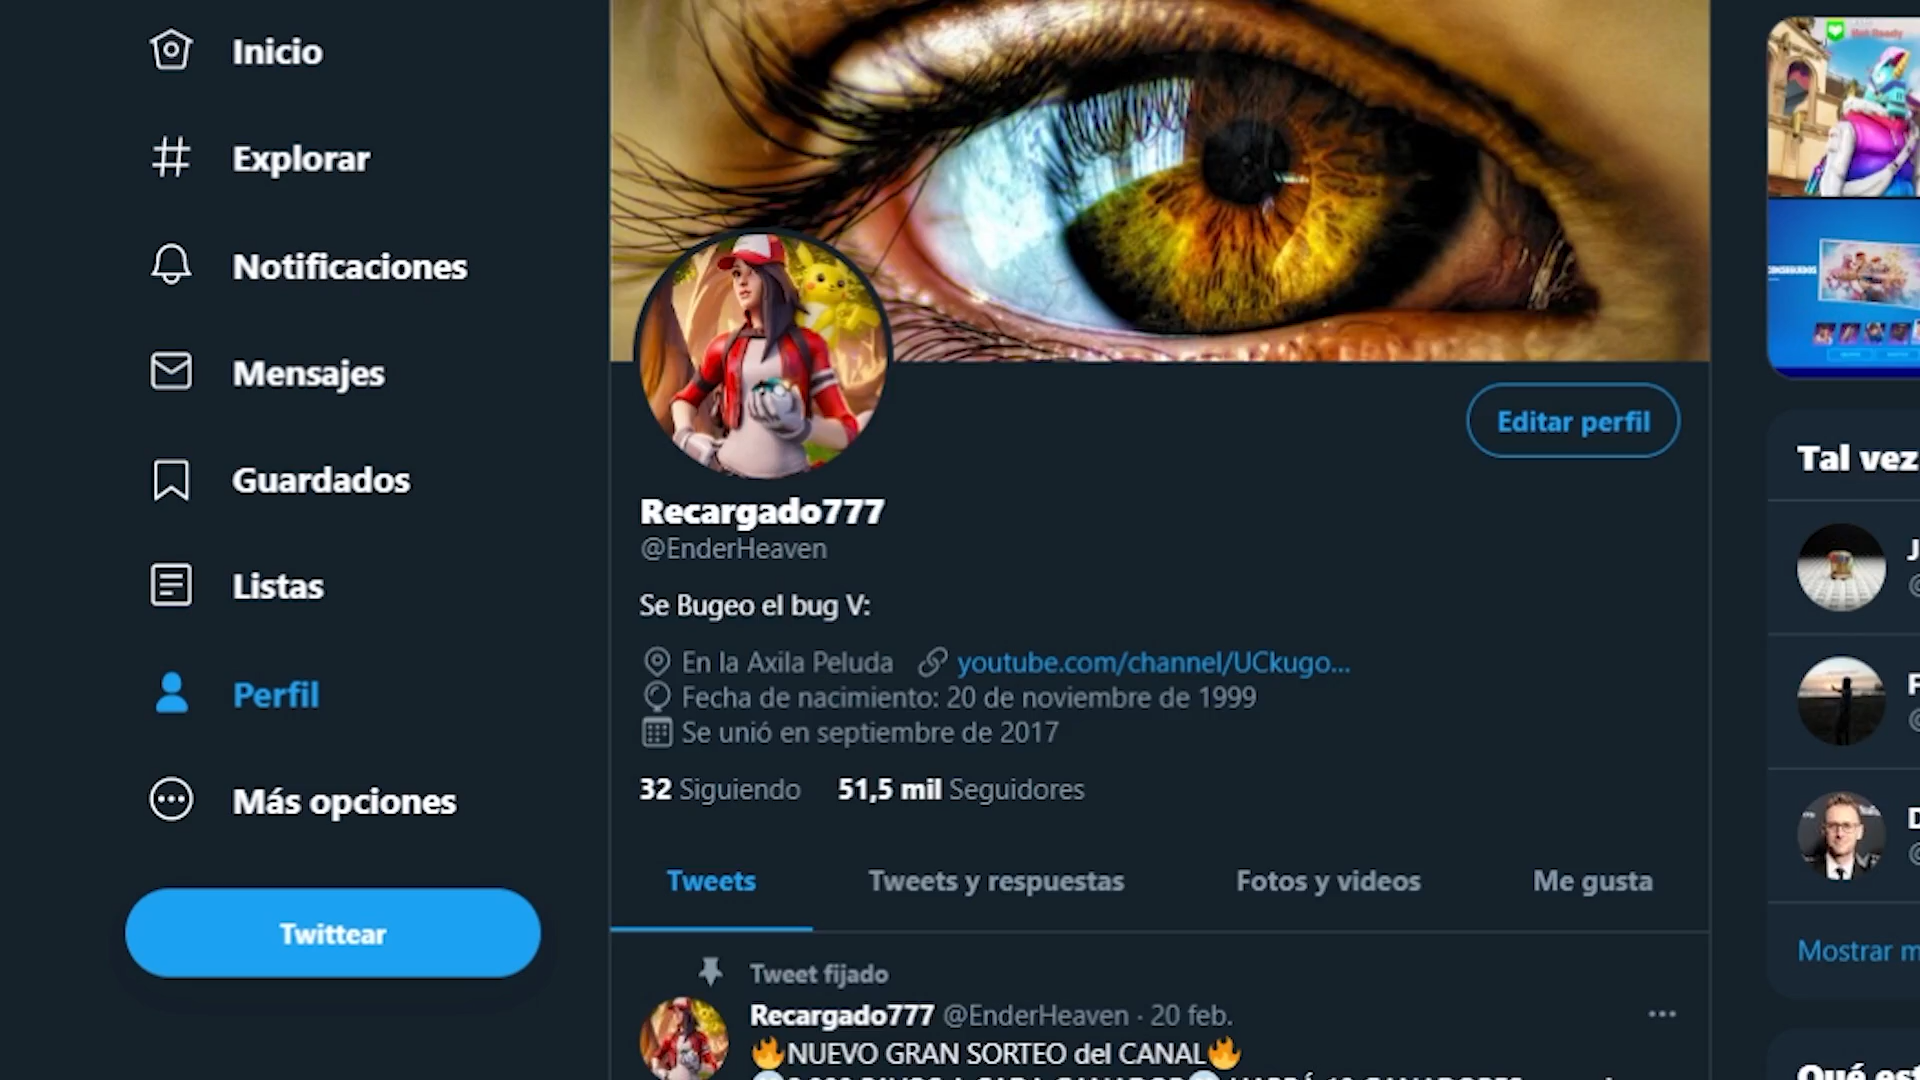 Inicio
Explorar
Notificaciones
Mensajes
Guardados
Listas
Perfil
Más opciones
Twittear
Editar perfil
Recargado777
@EnderHeaven
Se Bugeo el bug V:
En la Axila Peluda youtube.com/channel/UCkugo...
Fecha de nacimiento: 20 de noviembre de 1999
Se unió en septiembre de 2017
32 Siguiendo 51,5 mil Seguidores
Tweets Tweets y respuestas Fotos y videos Me gusta
Tweet fijado
Recargado777 @EnderHeaven · 20 feb.
🔥NUEVO GRAN SORTEO del CANAL🔥
Tal vez
Mostrar m
Qué est